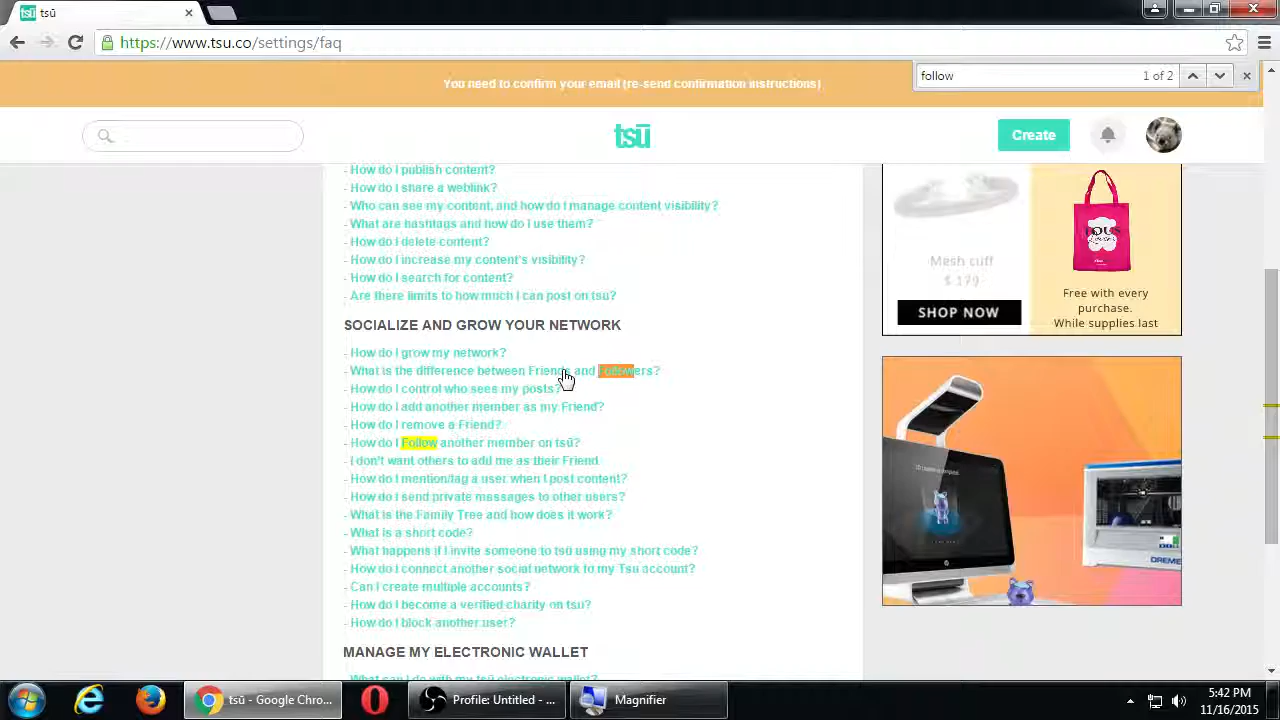 tsū
https://www.tsu.co/settings/faq
follow
1 of 2
You need to confirm your email (re-send confirmation instructions)
tsū
Create
- How do I publish content?
- How do I share a weblink?
- Who can see my content, and how do I manage content visibility?
- What are hashtags and how do I use them?
- How do I delete content?
- How do I increase my content's visibility?
- How do I search for content?
- Are there limits to how much I can post on tsu?
SOCIALIZE AND GROW YOUR NETWORK
- How do I grow my network?
- What is the difference between Friends and Followers?
- How do I control who sees my posts?
- How do I add another member as my Friend?
- How do I remove a Friend?
- How do I Follow another member on tsū?
- I don't want others to add me as their Friend
- How do I mention/tag a user when I post content?
- How do I send private messages to other users?
- What is the Family Tree and how does it work?
- What is a short code?
- What happens if I invite someone to tsū using my short code?
- How do I connect another social network to my Tsu account?
- Can I create multiple accounts?
- How do I become a verified charity on tsu?
- How do I block another user?
MANAGE MY ELECTRONIC WALLET
- What can I do with my tsū electronic wallet?
Mesh cuff
$ 179
SHOP NOW
Free with every
purchase.
While supplies last
DREME
tsū - Google Chro...
Profile: Untitled - ...
Magnifier
5:42 PM
11/16/2015